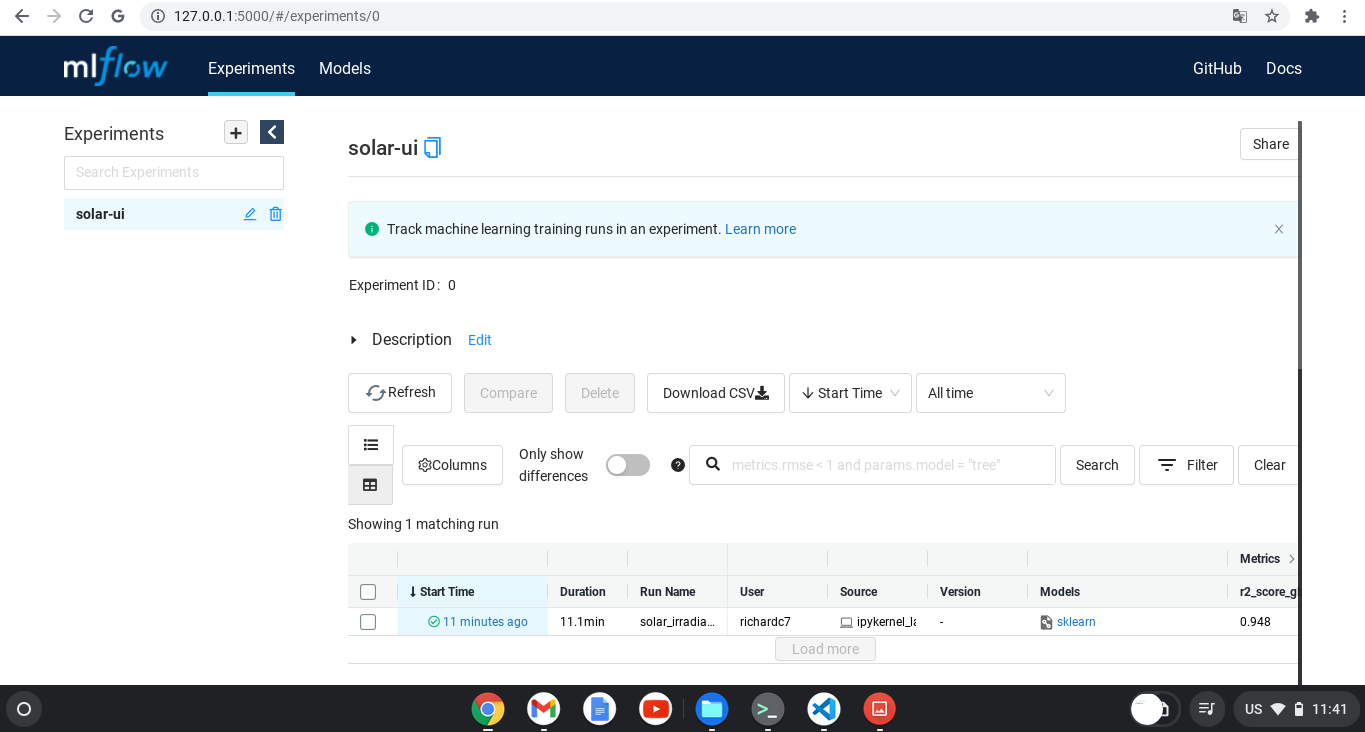 127.0.0.1:5000/#/experiments/0
mlflow
Experiments
Models
GitHub
Docs
Experiments
Search Experiments
solar-ui
solar-ui
Share
Track machine learning training runs in an experiment. Learn more
Experiment ID: 0
Description
Edit
Refresh
Compare
Delete
Download CSV
Start Time
All time
Columns
Only show
differences
metrics.rmse < 1 and params.model = "tree"
Search
Filter
Clear
Showing 1 matching run
Metrics
Start Time Duration Run Name User Source Version Models r2_score_gl
11 minutes ago 11.1min solar_irradia... richardc7 ipykernel_la - sklearn 0.948
Load more
US 11:41